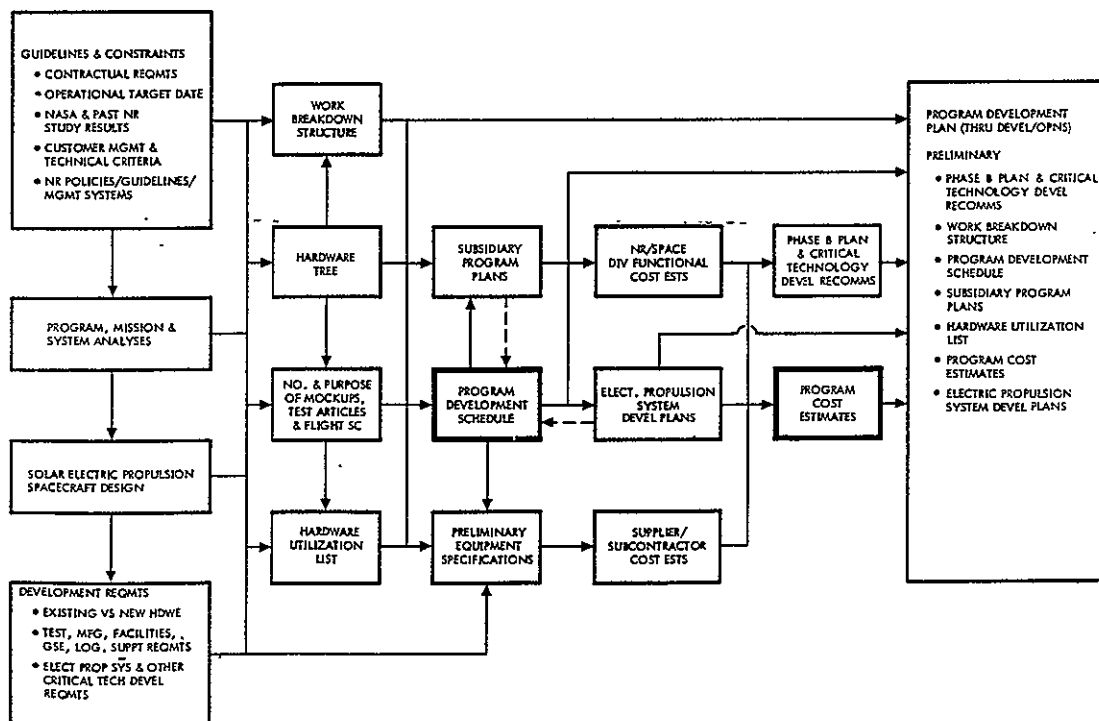 GUIDELINES & CONSTRAINTS
• CONTRACTUAL REQMTS
• OPERATIONAL TARGET DATE
• NASA & PAST NR
STUDY RESULTS
• CUSTOMER MGMT &
TECHNICAL CRITERIA
• NR POLICIES/GUIDELINES/
MGMT SYSTEMS
PROGRAM, MISSION &
SYSTEM ANALYSES
SOLAR ELECTRIC PROPULSION
SPACECRAFT DESIGN
DEVELOPMENT REQMTS
• EXISTING VS NEW HDWE
• TEST, MFG, FACILITIES,
GSE, LOG, SUPPT REQMTS
• ELECT PROP SYS & OTHER
CRITICAL TECH DEVEL
REQMTS
WORK
BREAKDOWN
STRUCTURE
HARDWARE
TREE
NO. & PURPOSE
OF MOCKUPS,
TEST ARTICLES
& FLIGHT SC
HARDWARE
UTILIZATION
LIST
SUBSIDIARY
PROGRAM
PLANS
PROGRAM
DEVELOPMENT
SCHEDULE
PRELIMINARY
EQUIPMENT
SPECIFICATIONS
NR/SPACE
DIV FUNCTIONAL
COST ESTS
ELECT. PROPULSION
SYSTEM
DEVEL PLANS
SUPPLIER/
SUBCONTRACTOR
COST ESTS
PHASE B PLAN
& CRITICAL
TECHNOLOGY
DEVEL RECOMMS
PROGRAM
COST
ESTIMATES
PROGRAM DEVELOPMENT
PLAN (THRU DEVEL/OPNS)
PRELIMINARY
• PHASE B PLAN & CRITICAL
TECHNOLOGY DEVEL
RECOMMS
• WORK BREAKDOWN
STRUCTURE
• PROGRAM DEVELOPMENT
SCHEDULE
• SUBSIDIARY PROGRAM
PLANS
• HARDWARE UTILIZATION
LIST
• PROGRAM COST
ESTIMATES
• ELECTRIC PROPULSION
SYSTEM DEVEL PLANS